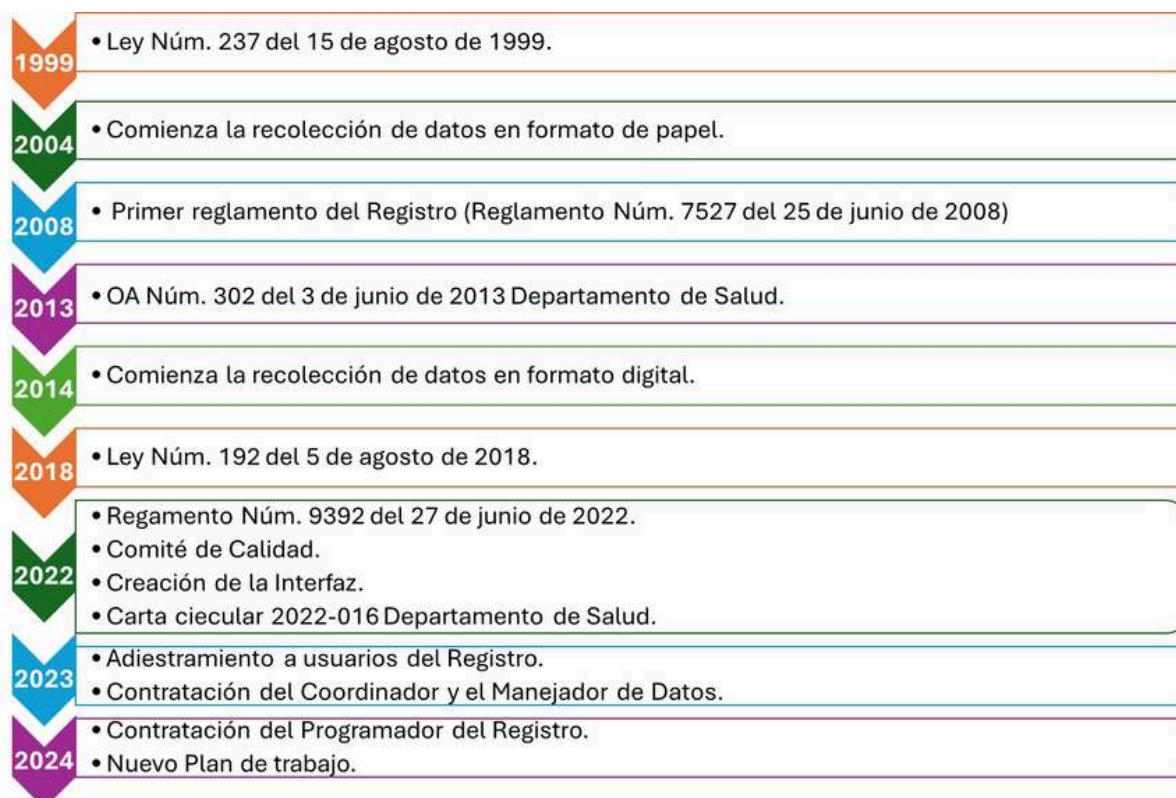 1999
• Ley Núm. 237 del 15 de agosto de 1999.
2004
• Comienza la recolección de datos en formato de papel.
2008
• Primer reglamento del Registro (Reglamento Núm. 7527 del 25 de junio de 2008)
2013
• OA Núm. 302 del 3 de junio de 2013 Departamento de Salud.
2014
• Comienza la recolección de datos en formato digital.
2018
• Ley Núm. 192 del 5 de agosto de 2018.
2022
• Regamento Núm. 9392 del 27 de junio de 2022.
• Comité de Calidad.
• Creación de la Interfaz.
• Carta ciecular 2022-016 Departamento de Salud.
2023
• Adiestramiento a usuarios del Registro.
• Contratación del Coordinador y el Manejador de Datos.
2024
• Contratación del Programador del Registro.
• Nuevo Plan de trabajo.